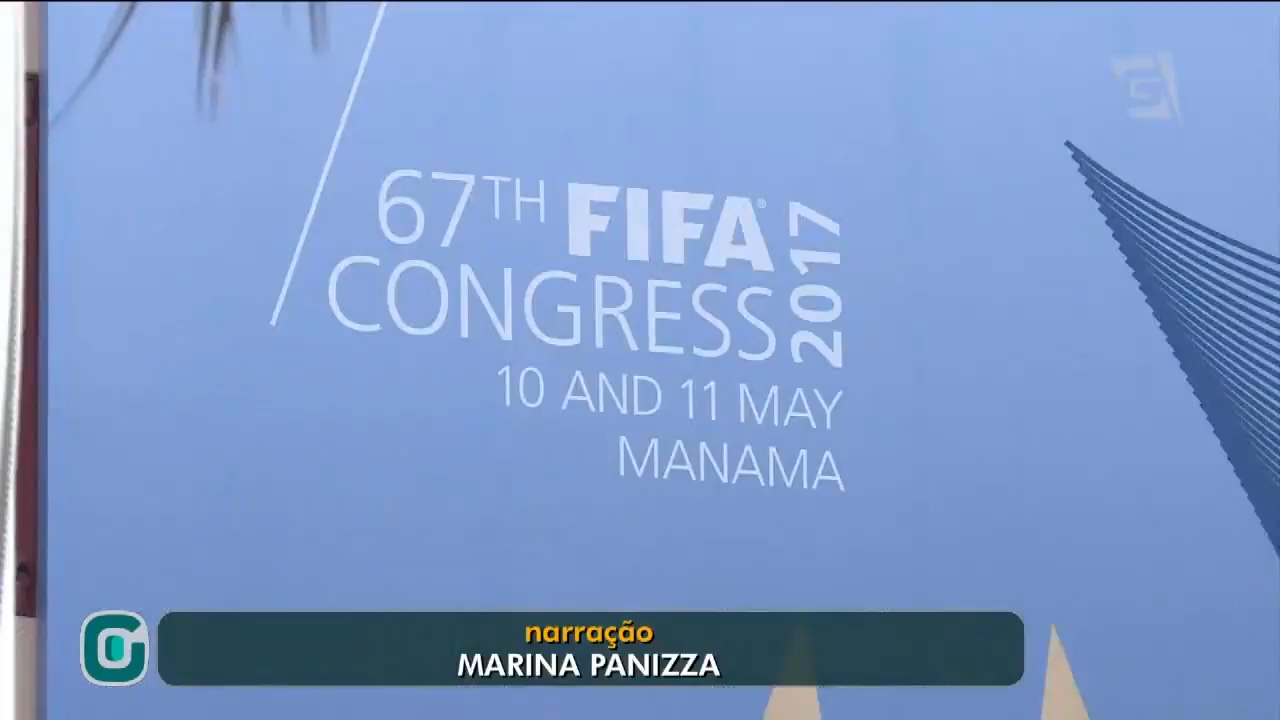 67TH FIFA® 2017
CONGRESS
10 AND 11 MAY
MANAMA
narração
MARINA PANIZZA